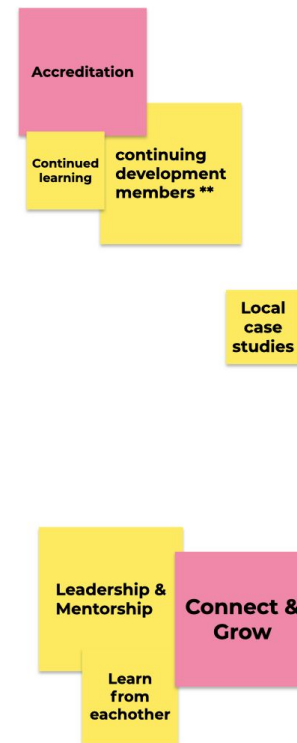 Accreditation
Continued
learning
continuing
development
members **
Local
case
studies
Leadership &
Mentorship
Connect &
Grow
Learn
from
eachother